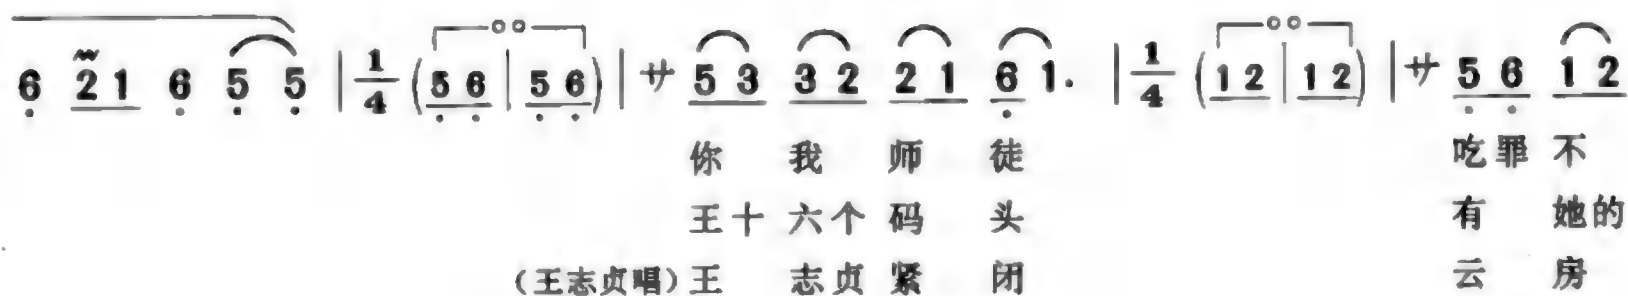 6 2 1 6 5 5 | 1/4 (5 6 | 5 6) | サ 5 3 3 2 2 1 6 1. | 1/4 (1 2 | 1 2) | サ 5 6 1 2
你 我 师 徒 吃罪 不
王十 六个 码 头 有 她的
(王志贞唱)王 志贞 紧 闭 云 房